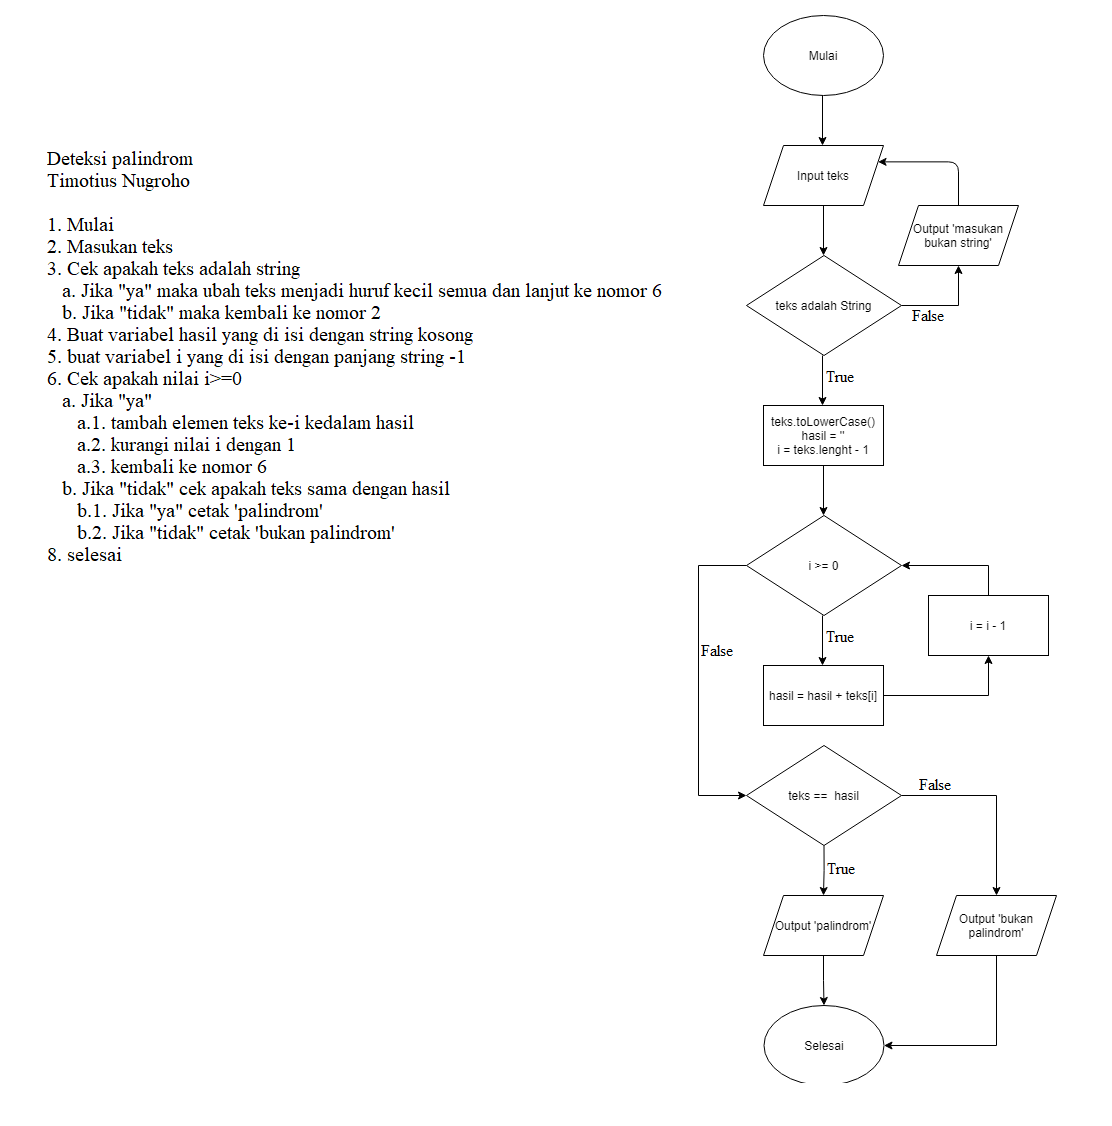 Deteksi palindrom
Timotius Nugroho
1. Mulai
2. Masukan teks
3. Cek apakah teks adalah string
a. Jika "ya" maka ubah teks menjadi huruf kecil semua dan lanjut ke nomor 6
b. Jika "tidak" maka kembali ke nomor 2
4. Buat variabel hasil yang di isi dengan string kosong
5. buat variabel i yang di isi dengan panjang string -1
6. Cek apakah nilai i>=0
a. Jika "ya"
a.1. tambah elemen teks ke-i kedalam hasil
a.2. kurangi nilai i dengan 1
a.3. kembali ke nomor 6
b. Jika "tidak" cek apakah teks sama dengan hasil
b.1. Jika "ya" cetak 'palindrom'
b.2. Jika "tidak" cetak 'bukan palindrom'
8. selesai
Mulai
Input teks
Output 'masukan
bukan string'
teks adalah String
False
True
teks.toLowerCase()
hasil = ''
i = teks.lenght - 1
i >= 0
i = i - 1
True
False
hasil = hasil + teks[i]
teks == hasil
False
True
Output 'palindrom'
Output 'bukan
palindrom'
Selesai